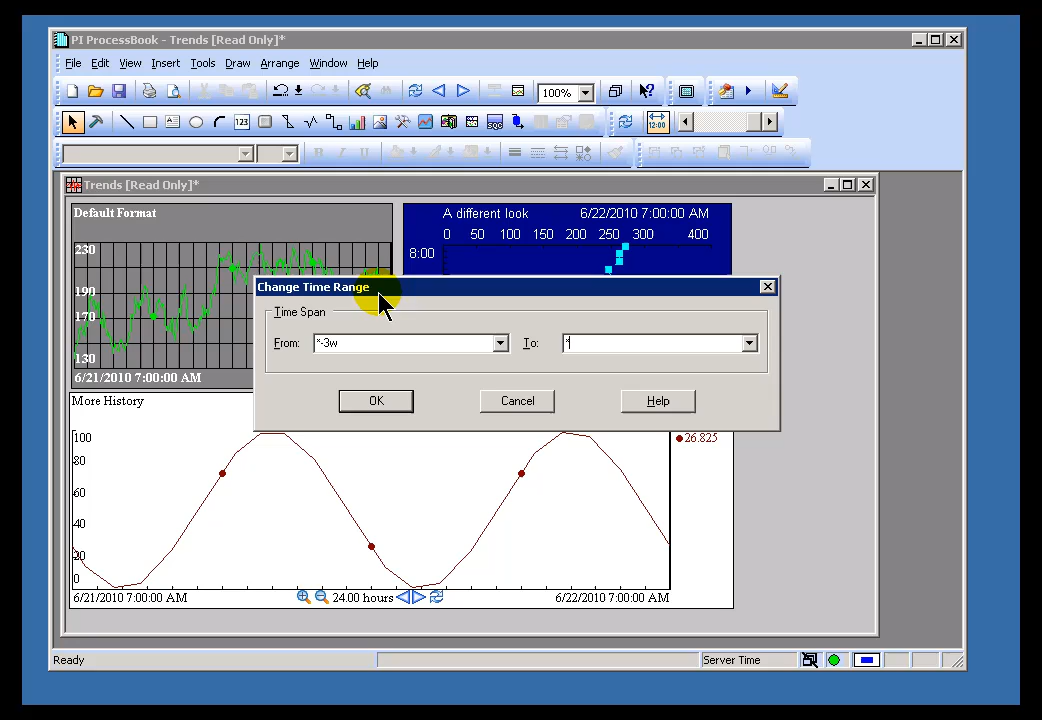 PI ProcessBook - Trends [Read Only]*
File Edit View Insert Tools Draw Arrange Window Help
100%
123
SQC
12:00
B I U
Trends [Read Only]*
Default Format
230
190
170
130
6/21/2010 7:00:00 AM
A different look 6/22/2010 7:00:00 AM
0 50 100 150 200 250 300 400
8:00
Change Time Range
Time Span
From: *-3w To: *
OK Cancel Help
More History
100
80
60
40
20
0
26.825
6/21/2010 7:00:00 AM 24.00 hours 6/22/2010 7:00:00 AM
Ready Server Time